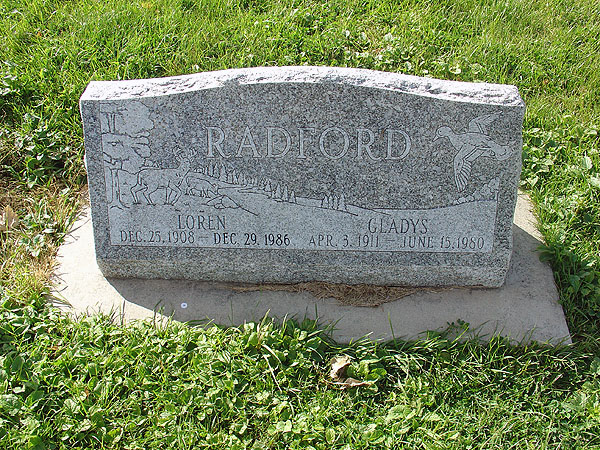 RADFORD
LOREN GLADYS
DEC. 25, 1908 — DEC. 29, 1986 APR. 3, 1911 — JUNE 15, 1980